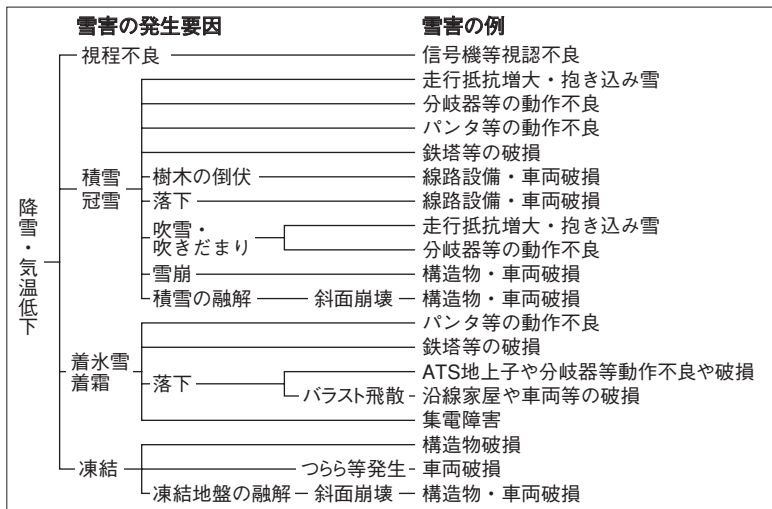 雪害の発生要因 雪害の例
視程不良 信号機等視認不良
走行抵抗増大・抱き込み雪
分岐器等の動作不良
パンタ等の動作不良
鉄塔等の破損
積雪 樹木の倒伏 線路設備・車両破損
冠雪 落下 線路設備・車両破損
吹雪・ 走行抵抗増大・抱き込み雪
吹きだまり 分岐器等の動作不良
雪崩 構造物・車両破損
積雪の融解 斜面崩壊 構造物・車両破損
降雪・気温低下
パンタ等の動作不良
着氷雪 鉄塔等の破損
着霜 落下 ATS地上子や分岐器等動作不良や破損
バラスト飛散 沿線家屋や車両等の破損
集電障害
構造物破損
凍結 つらら等発生 車両破損
凍結地盤の融解 斜面崩壊 構造物・車両破損